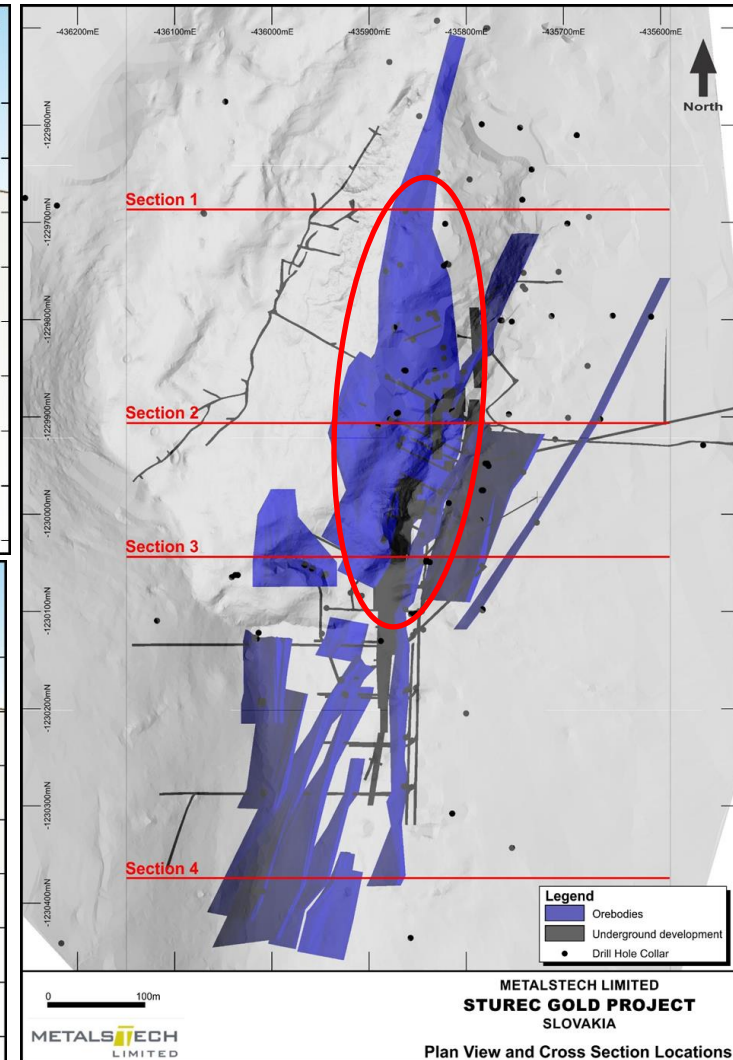 -436200mE
-436100mE
-436000mE
-435900mE
-435800mE
-435700mE
-435600mE
North
-1229600mN
-1229700mN
-1229800mN
-1229900mN
-1230000mN
-1230100mN
-1230200mN
-1230300mN
-1230400mN
Section 1
Section 2
Section 3
Section 4
Legend
Orebodies
Underground development
Drill Hole Collar
0 100m
METALSTECH
LIMITED
METALSTECH LIMITED
STUREC GOLD PROJECT
SLOVAKIA
Plan View and Cross Section Locations